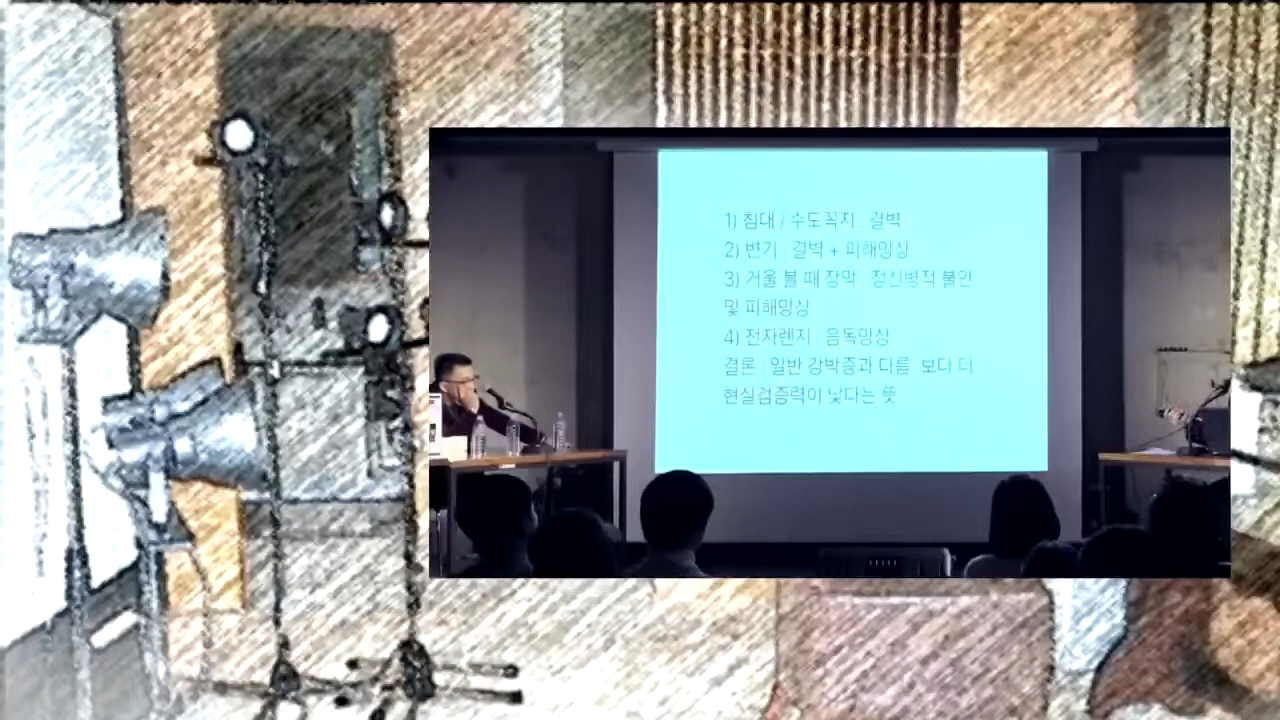 1) 침대 / 수도꼭지 : 결벽
2) 변기 : 결벽 + 피해망상
3) 거울 볼 때 장막 : 정신병적 불안
및 피해망상
4) 전자렌지 : 음독망상
결론 : 일반 강박증과 다름. 보다 더
현실검증력이 낮다는 뜻